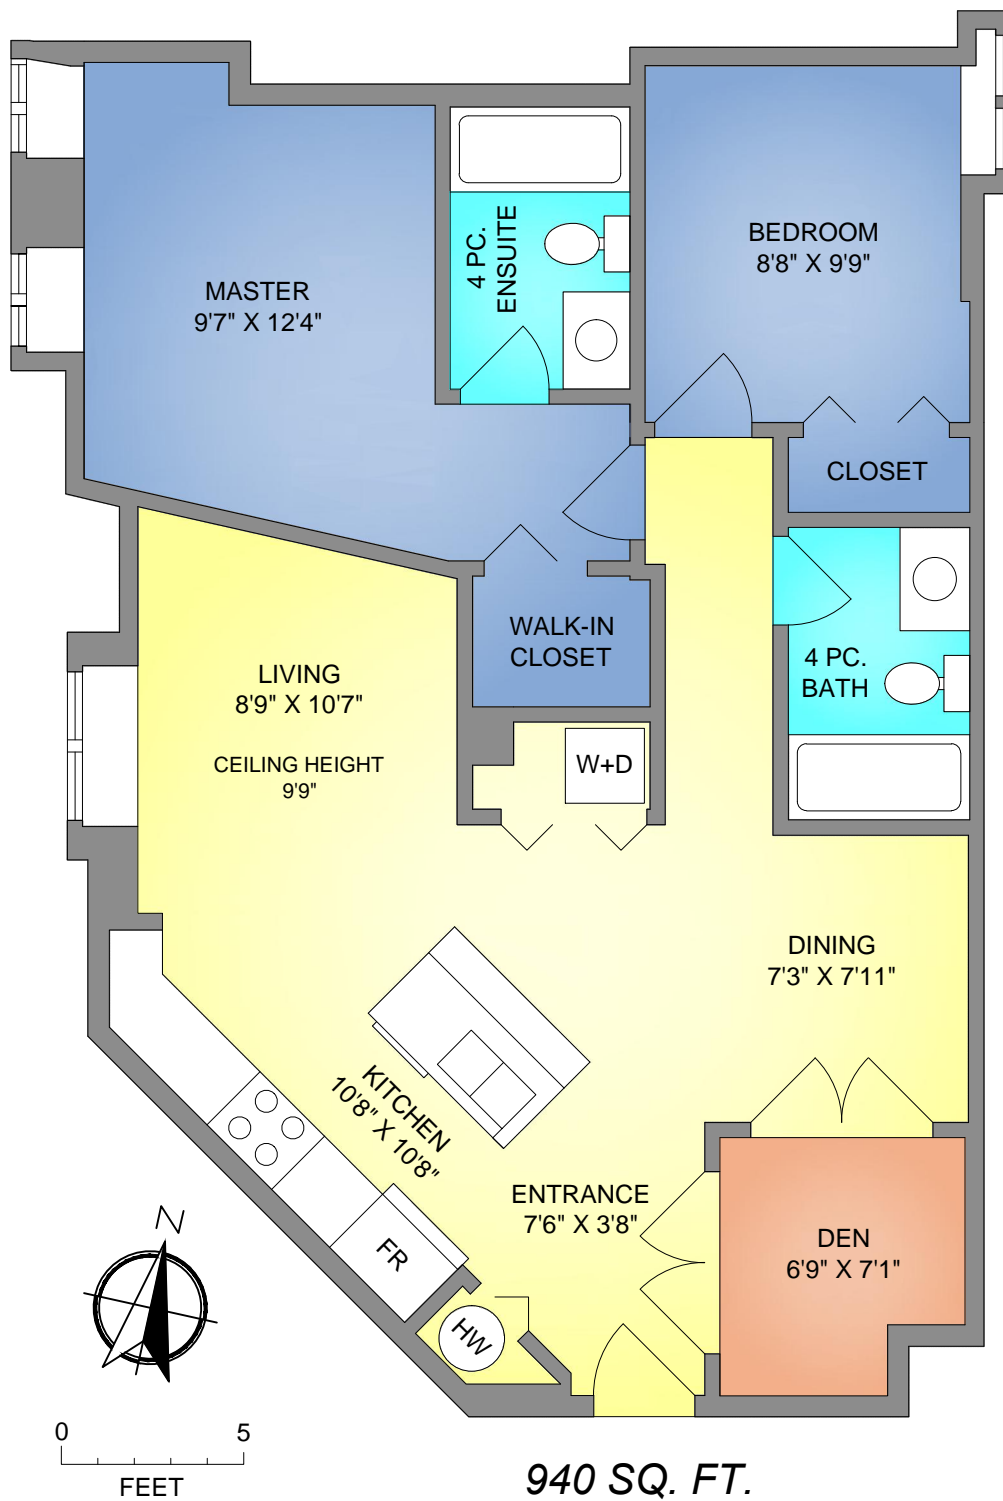 MASTER
9'7" X 12'4"
4 PC.
ENSUITE
BEDROOM
8'8" X 9'9"
CLOSET
WALK-IN
CLOSET
LIVING
8'9" X 10'7"
CEILING HEIGHT
9'9"
4 PC.
BATH
W+D
DINING
7'3" X 7'11"
KITCHEN
10'8" X 10'8"
ENTRANCE
7'6" X 3'8"
DEN
6'9" X 7'1"
FR
HW
N
0 5
FEET
940 SQ. FT.